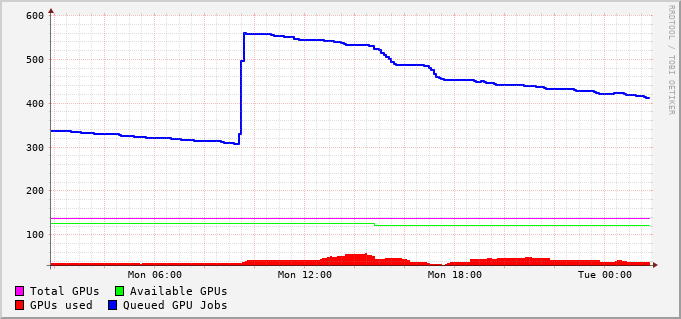 600
500
400
300
200
100
Mon 06:00 Mon 12:00 Mon 18:00 Tue 00:00
Total GPUs Available GPUs
GPUs used Queued GPU Jobs
RRDTOOL / TOBI OETIKER